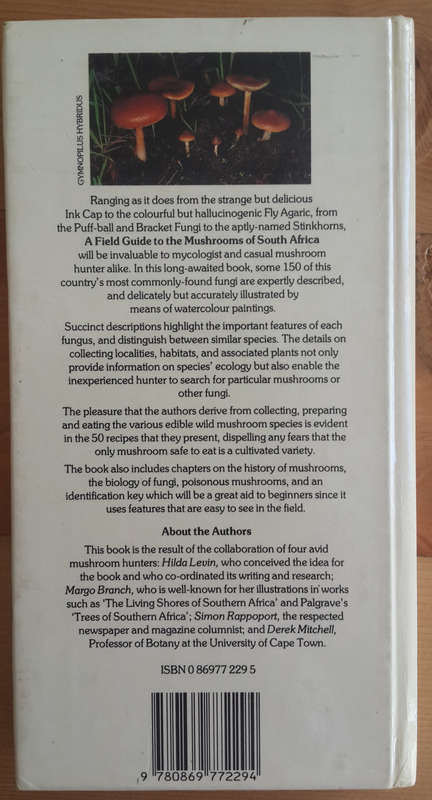 GYMNOPILUS HYBRIDUS
Ranging as it does from the strange but delicious
Ink Cap to the colourful but hallucinogenic Fly Agaric, from
the Puff-ball and Bracket Fungi to the aptly-named Stinkhorns,
A Field Guide to the Mushrooms of South Africa
will be invaluable to mycologist and casual mushroom
hunter alike. In this long-awaited book, some 150 of this
country's most commonly-found fungi are expertly described,
and delicately but accurately illustrated by
means of watercolour paintings.
Succinct descriptions highlight the important features of each
fungus, and distinguish between similar species. The details on
collecting localities, habitats, and associated plants not only
provide information on species' ecology but also enable the
inexperienced hunter to search for particular mushrooms or
other fungi.
The pleasure that the authors derive from collecting, preparing
and eating the various edible wild mushroom species is evident
in the 50 recipes that they present, dispelling any fears that the
only mushroom safe to eat is a cultivated variety.
The book also includes chapters on the history of mushrooms,
the biology of fungi, poisonous mushrooms, and an
identification key which will be a great aid to beginners since it
uses features that are easy to see in the field.
About the Authors
This book is the result of the collaboration of four avid
mushroom hunters: Hilda Levin, who conceived the idea for
the book and who co-ordinated its writing and research;
Margo Branch, who is well-known for her illustrations in works
such as 'The Living Shores of Southern Africa' and Palgrave's
'Trees of Southern Africa'; Simon Rappoport, the respected
newspaper and magazine columnist; and Derek Mitchell,
Professor of Botany at the University of Cape Town.
ISBN 0 86977 229 5
9 780869 772294